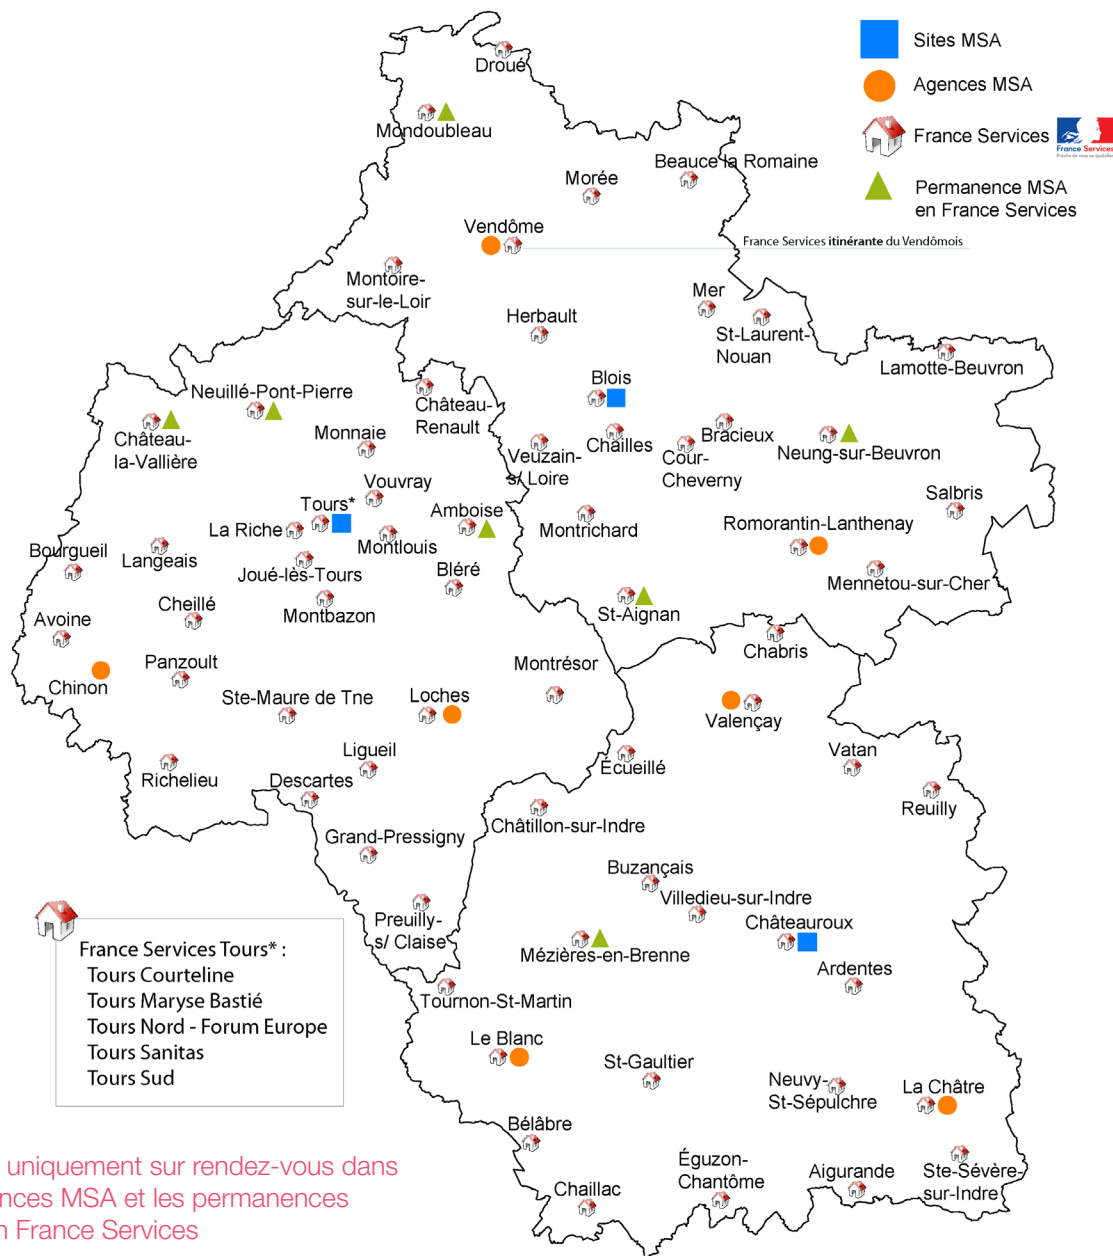 Sites MSA
Agences MSA
France Services
France Services
Proche de vous au quotidien
Permanence MSA
en France Services
Droué
Mondoubleau
Beauce la Romaine
Morée
Vendôme
France Services itinérante du Vendômois
Montoire-
sur-le-Loir
Mer
Herbault
St-Laurent-
Nouan
Lamotte-Beuvron
Blois
Neuillé-Pont-Pierre
Château-
Renault
Château-
la-Vallière
Monnaie
Chailles
Bracieux
Veuzain-
s/ Loire
Cour-
Cheverny
Neung-sur-Beuvron
Vouvray
Salbris
Tours*
Amboise
Montrichard
La Riche
Romorantin-Lanthenay
Montlouis
Bourgueil
Langeais
Joué-lès-Tours
Bléré
Mennetou-sur-Cher
Cheillé
Montbazon
St-Aignan
Avoine
Chabris
Panzoult
Montrésor
Chinon
Ste-Maure de Tne
Loches
Valençay
Ligueil
Vatan
Écueillé
Richelieu
Descartes
Reuilly
Châtillon-sur-Indre
Grand-Pressigny
Buzançais
Villedieu-sur-Indre
Preuilly-
s/ Claise
Châteauroux
Mézières-en-Brenne
Ardentes
Tournon-St-Martin
France Services Tours* :
Tours Courteline
Tours Maryse Bastié
Tours Nord - Forum Europe
Tours Sanitas
Tours Sud
Le Blanc
St-Gaultier
Neuvy-
St-Sépulchre
La Châtre
Bélâbre
Éguzon-
Chantôme
Aigurande
Ste-Sévère-
sur-Indre
Chaillac
uniquement sur rendez-vous dans
nces MSA et les permanences
n France Services